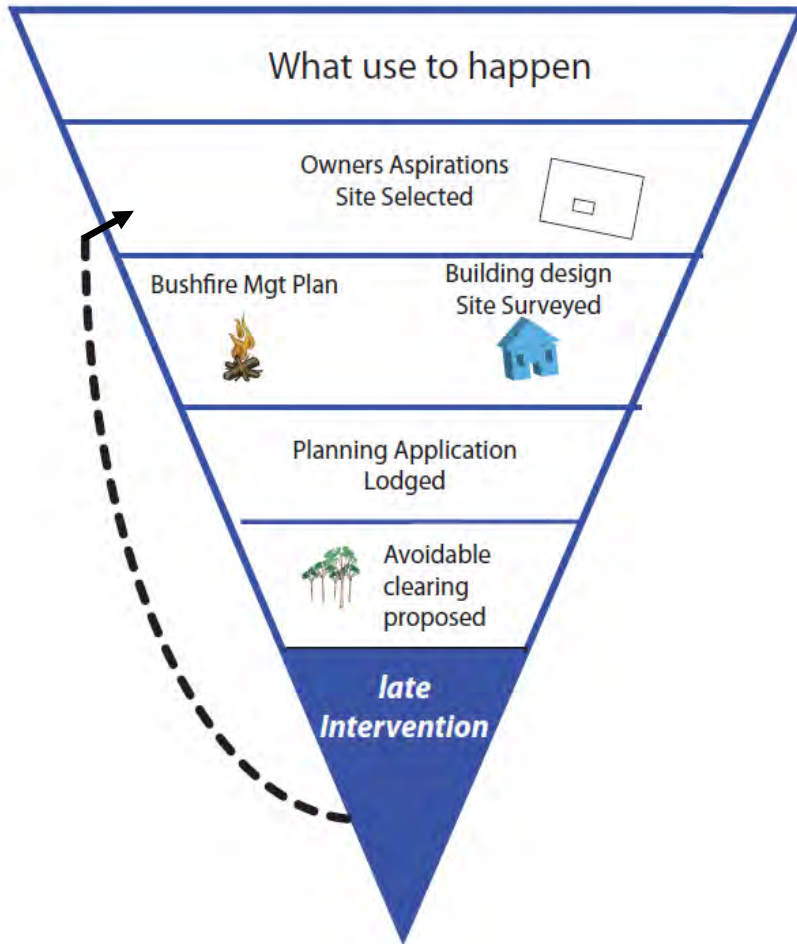 What use to happen
Owners Aspirations
Site Selected
Bushfire Mgt Plan
Building design
Site Surveyed
Planning Application
Lodged
Avoidable
clearing
proposed
late
Intervention